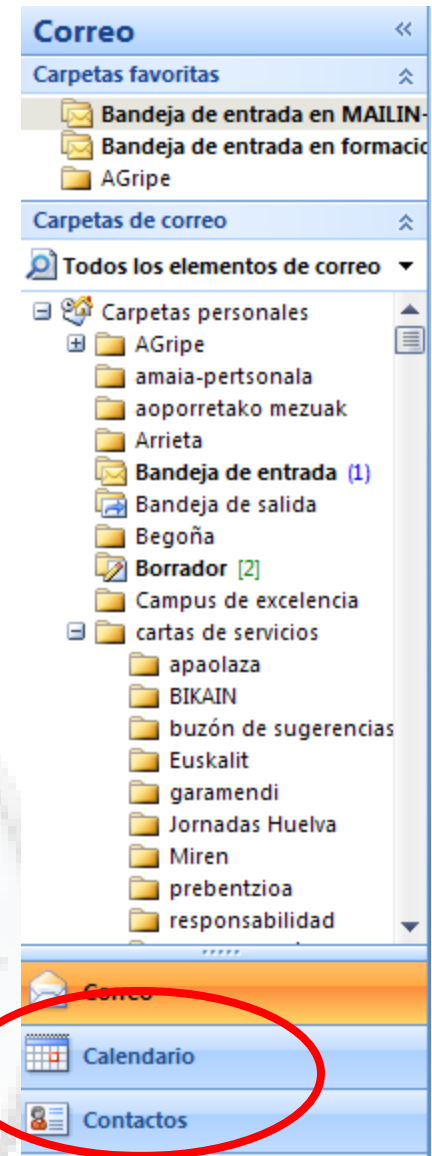 Correo
Carpetas favoritas
Bandeja de entrada en MAILIN-
Bandeja de entrada en formacio
AGripe
Carpetas de correo
Todos los elementos de correo
Carpetas personales
AGripe
amaia-pertsonala
aoporretako mezuak
Arrieta
Bandeja de entrada (1)
Bandeja de salida
Begoña
Borrador [2]
Campus de excelencia
cartas de servicios
apaolaza
BIKAIN
buzón de sugerencias
Euskalit
garamendi
Jornadas Huelva
Miren
prebentzioa
responsabilidad
Correo
Calendario
Contactos